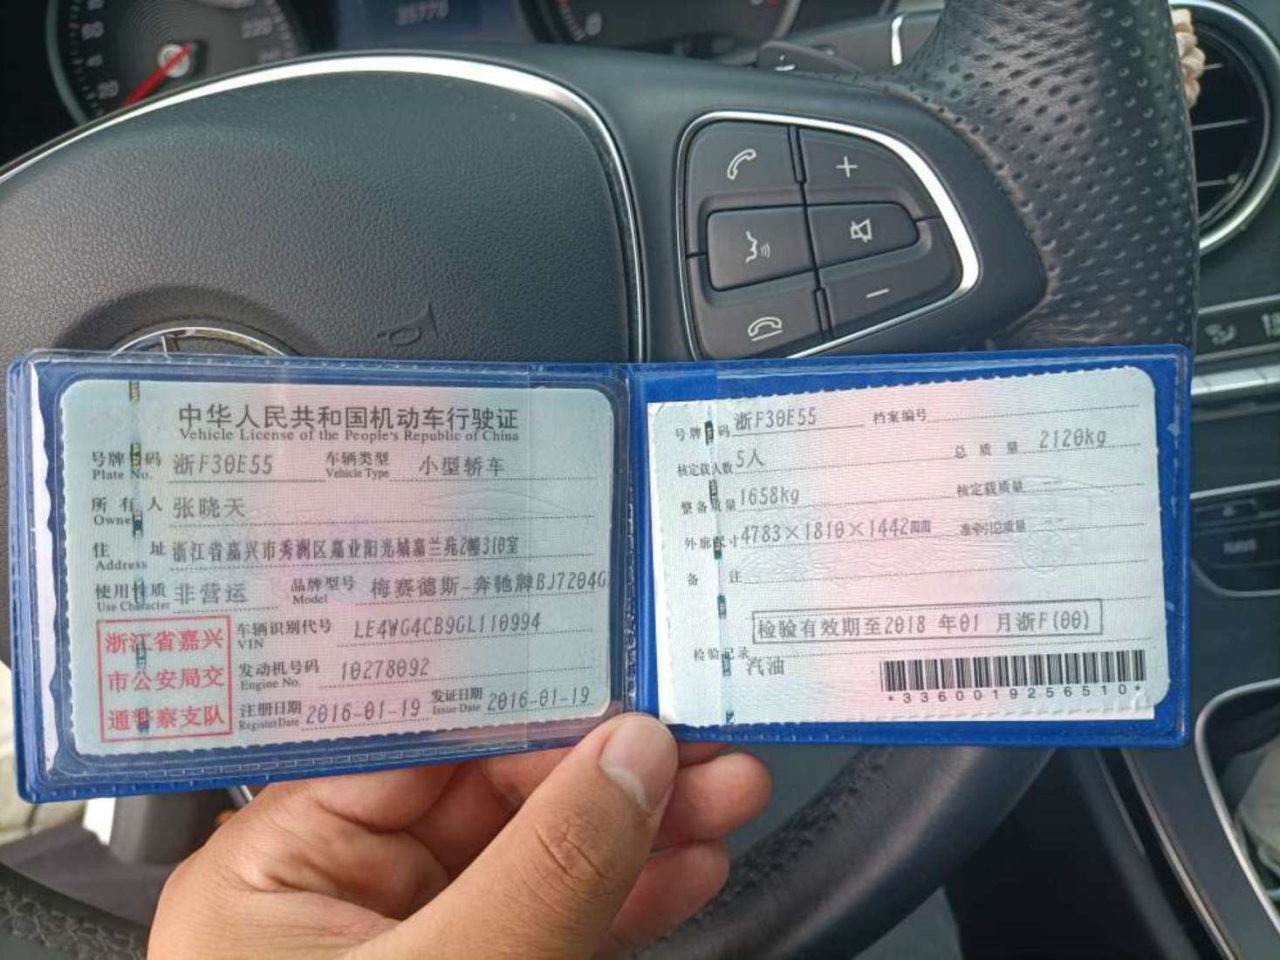 20
60
220
35770
中华人民共和国机动车行驶证
Vehicle License of the People's Republic of China
号牌号码 浙F30E55 车辆类型 小型轿车
Plate No. Vehicle Type
所有人 张晓天
Owner
住址 浙江省嘉兴市秀洲区嘉业阳光城嘉兰苑2幢310室
Address
使用性质 非营运 品牌型号 梅赛德斯-奔驰牌BJ7204G
Use Character Model
浙江省嘉兴
市公安局交
通警察支队
车辆识别代号 LE4WG4CB9GL110994
VIN
发动机号码 10278092
Engine No.
注册日期 2016-01-19 发证日期 2016-01-19
Register Date Issue Date
号牌号码 浙F30E55 档案编号
核定载人数 5人 总质量 2120kg
整备质量 1658kg 核定载质量 --
外廓尺寸 4783×1810×1442 准牵引总质量 --
备注
检验有效期至2018 年01 月浙F(00)
检验记录
汽油
*3360019256510*